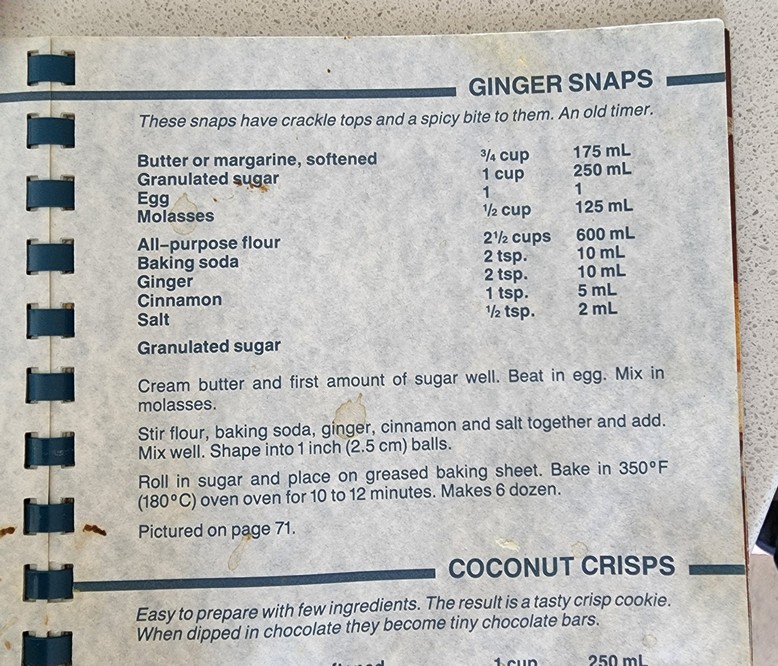 GINGER SNAPS
These snaps have crackle tops and a spicy bite to them. An old timer.
Butter or margarine, softened ¾ cup 175 mL
Granulated sugar 1 cup 250 mL
Egg 1 1
Molasses ½ cup 125 mL
All-purpose flour 2½ cups 600 mL
Baking soda 2 tsp. 10 mL
Ginger 2 tsp. 10 mL
Cinnamon 1 tsp. 5 mL
Salt ½ tsp. 2 mL
Granulated sugar
Cream butter and first amount of sugar well. Beat in egg. Mix in
molasses.
Stir flour, baking soda, ginger, cinnamon and salt together and add.
Mix well. Shape into 1 inch (2.5 cm) balls.
Roll in sugar and place on greased baking sheet. Bake in 350°F
(180°C) oven oven for 10 to 12 minutes. Makes 6 dozen.
Pictured on page 71.
COCONUT CRISPS
Easy to prepare with few ingredients. The result is a tasty crisp cookie.
When dipped in chocolate they become tiny chocolate bars.
1 cup 250 mL